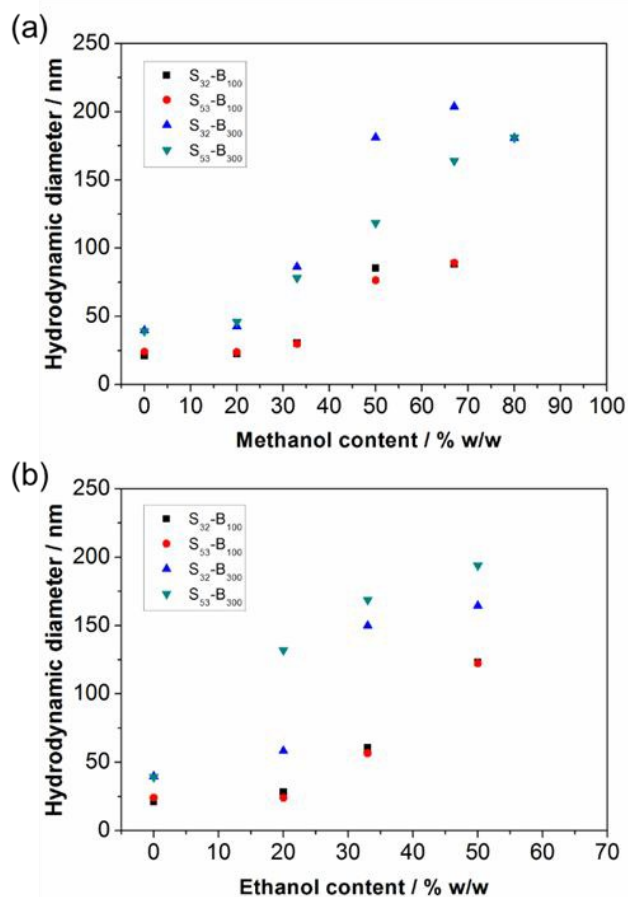 (a)
250
200
150
100
50
0
Hydrodynamic diameter / nm
S32-B100
S53-B100
S32-B300
S53-B300
0 10 20 30 40 50 60 70 80 90 100
Methanol content / % w/w
(b)
250
200
150
100
50
0
Hydrodynamic diameter / nm
S32-B100
S53-B100
S32-B300
S53-B300
0 10 20 30 40 50 60 70
Ethanol content / % w/w